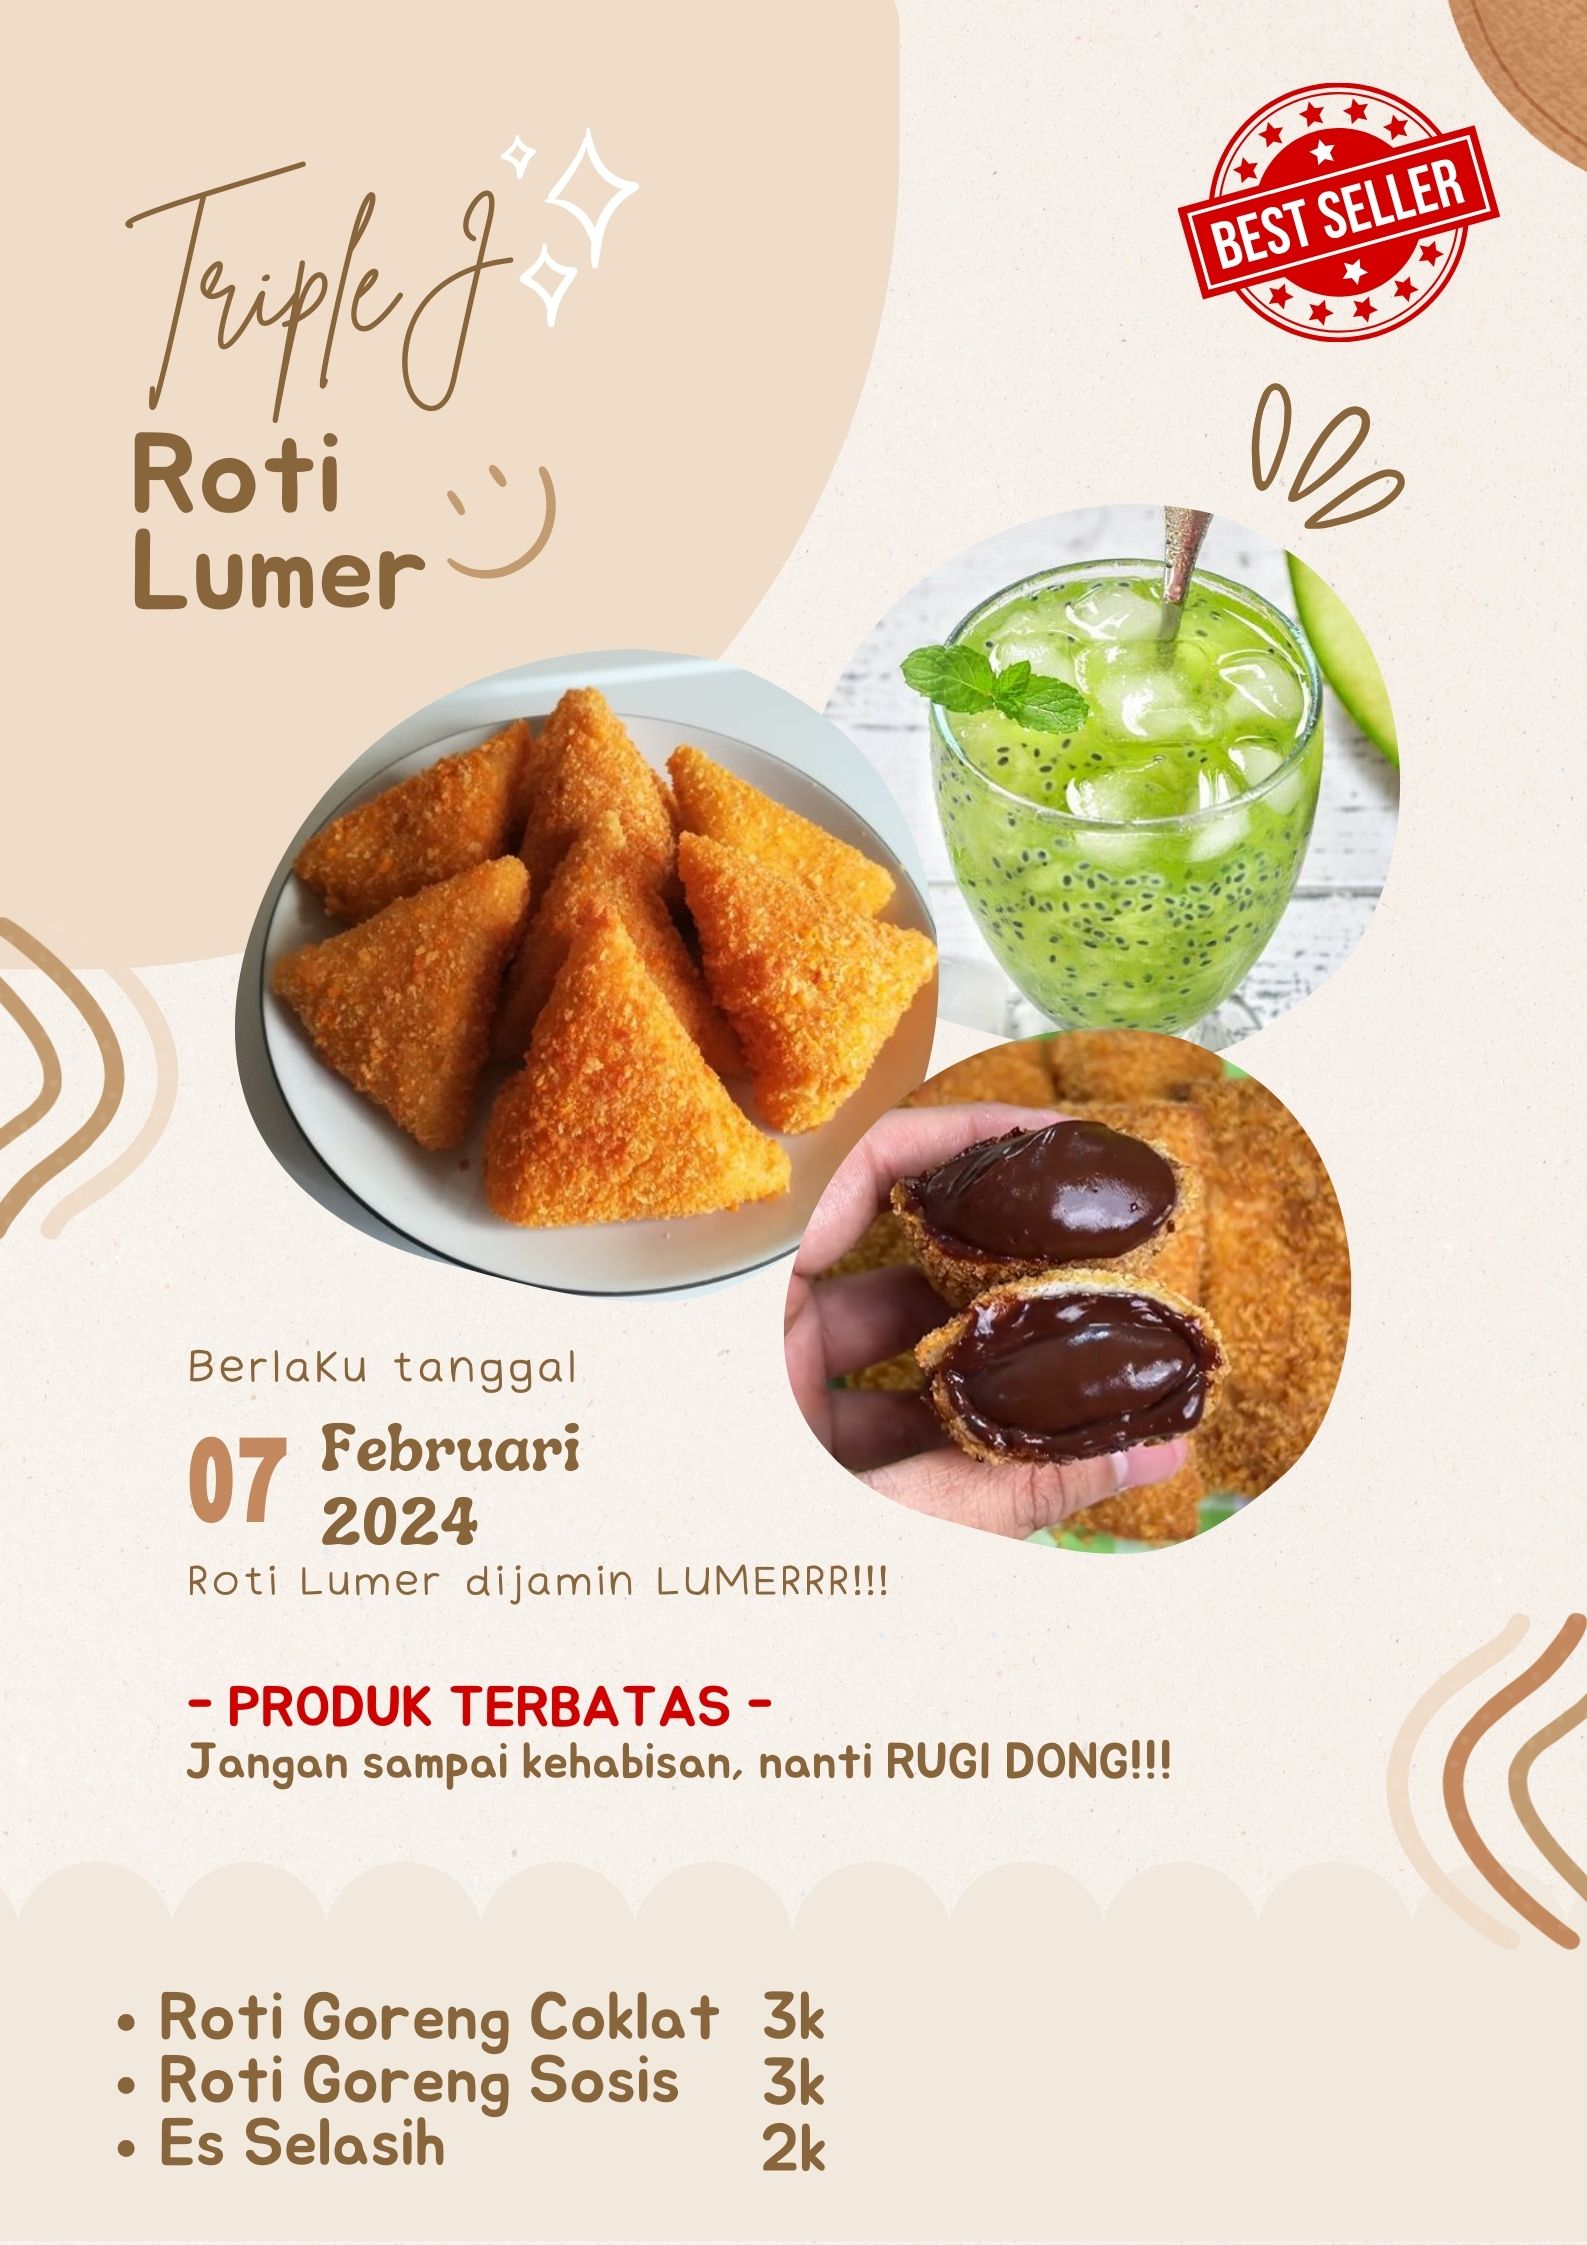 Triple J
Roti
Lumer
BEST SELLER
Berlaku tanggal
07 Februari
2024
Roti Lumer dijamin LUMERRR!!!
- PRODUK TERBATAS -
Jangan sampai kehabisan, nanti RUGI DONG!!!
• Roti Goreng Coklat 3k
• Roti Goreng Sosis 3k
• Es Selasih 2k